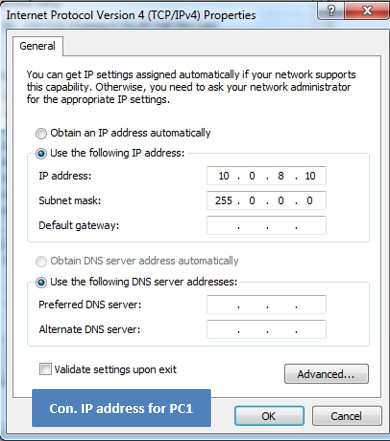 Internet Protocol Version 4 (TCP/IPv4) Properties
General
You can get IP settings assigned automatically if your network supports
this capability. Otherwise, you need to ask your network administrator
for the appropriate IP settings.
Obtain an IP address automatically
Use the following IP address:
IP address: 10 . 0 . 8 . 10
Subnet mask: 255 . 0 . 0 . 0
Default gateway: . . .
Obtain DNS server address automatically
Use the following DNS server addresses:
Preferred DNS server: . . .
Alternate DNS server: . . .
Validate settings upon exit
Advanced...
Con. IP address for PC1
OK Cancel